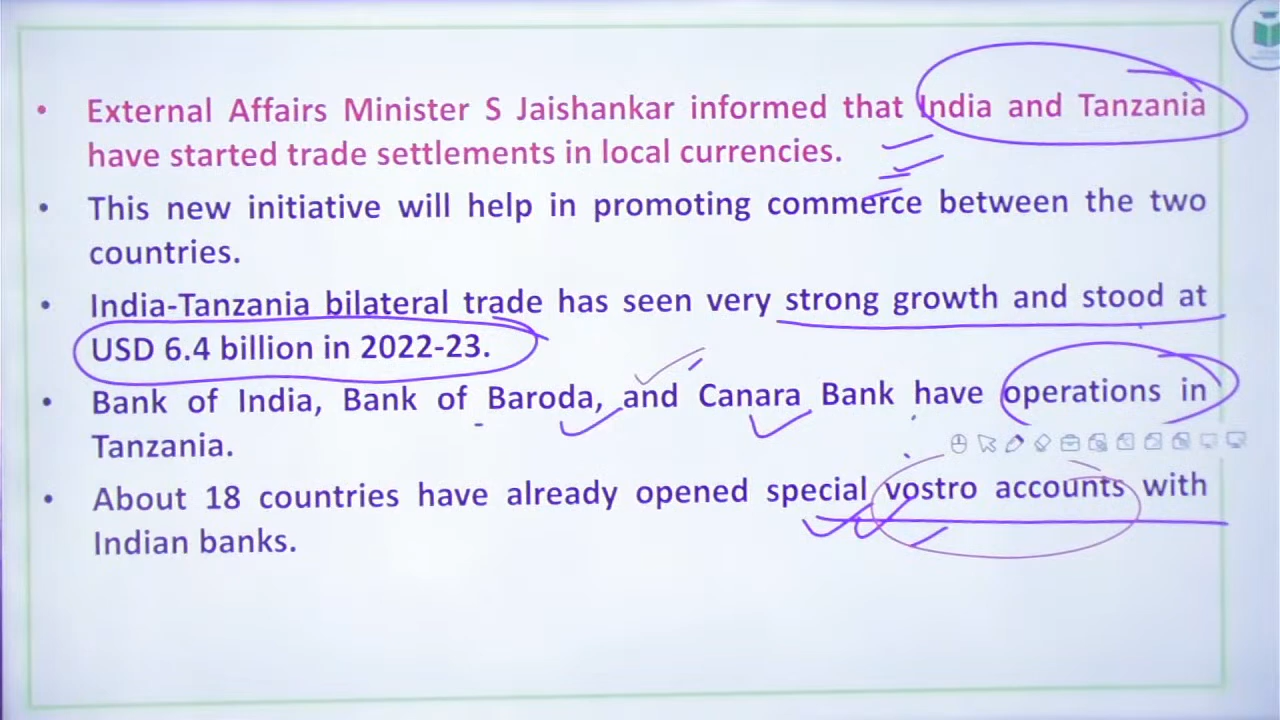 • External Affairs Minister S Jaishankar informed that India and Tanzania
have started trade settlements in local currencies.
• This new initiative will help in promoting commerce between the two
countries.
• India-Tanzania bilateral trade has seen very strong growth and stood at
USD 6.4 billion in 2022-23.
• Bank of India, Bank of Baroda, and Canara Bank have operations in
Tanzania.
• About 18 countries have already opened special vostro accounts with
Indian banks.